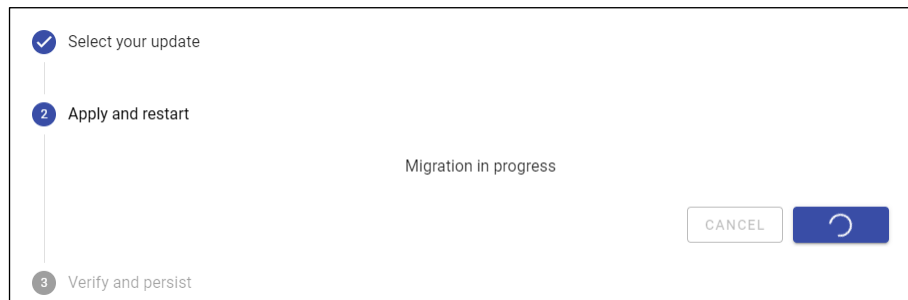 Select your update
2 Apply and restart
Migration in progress
CANCEL
3 Verify and persist